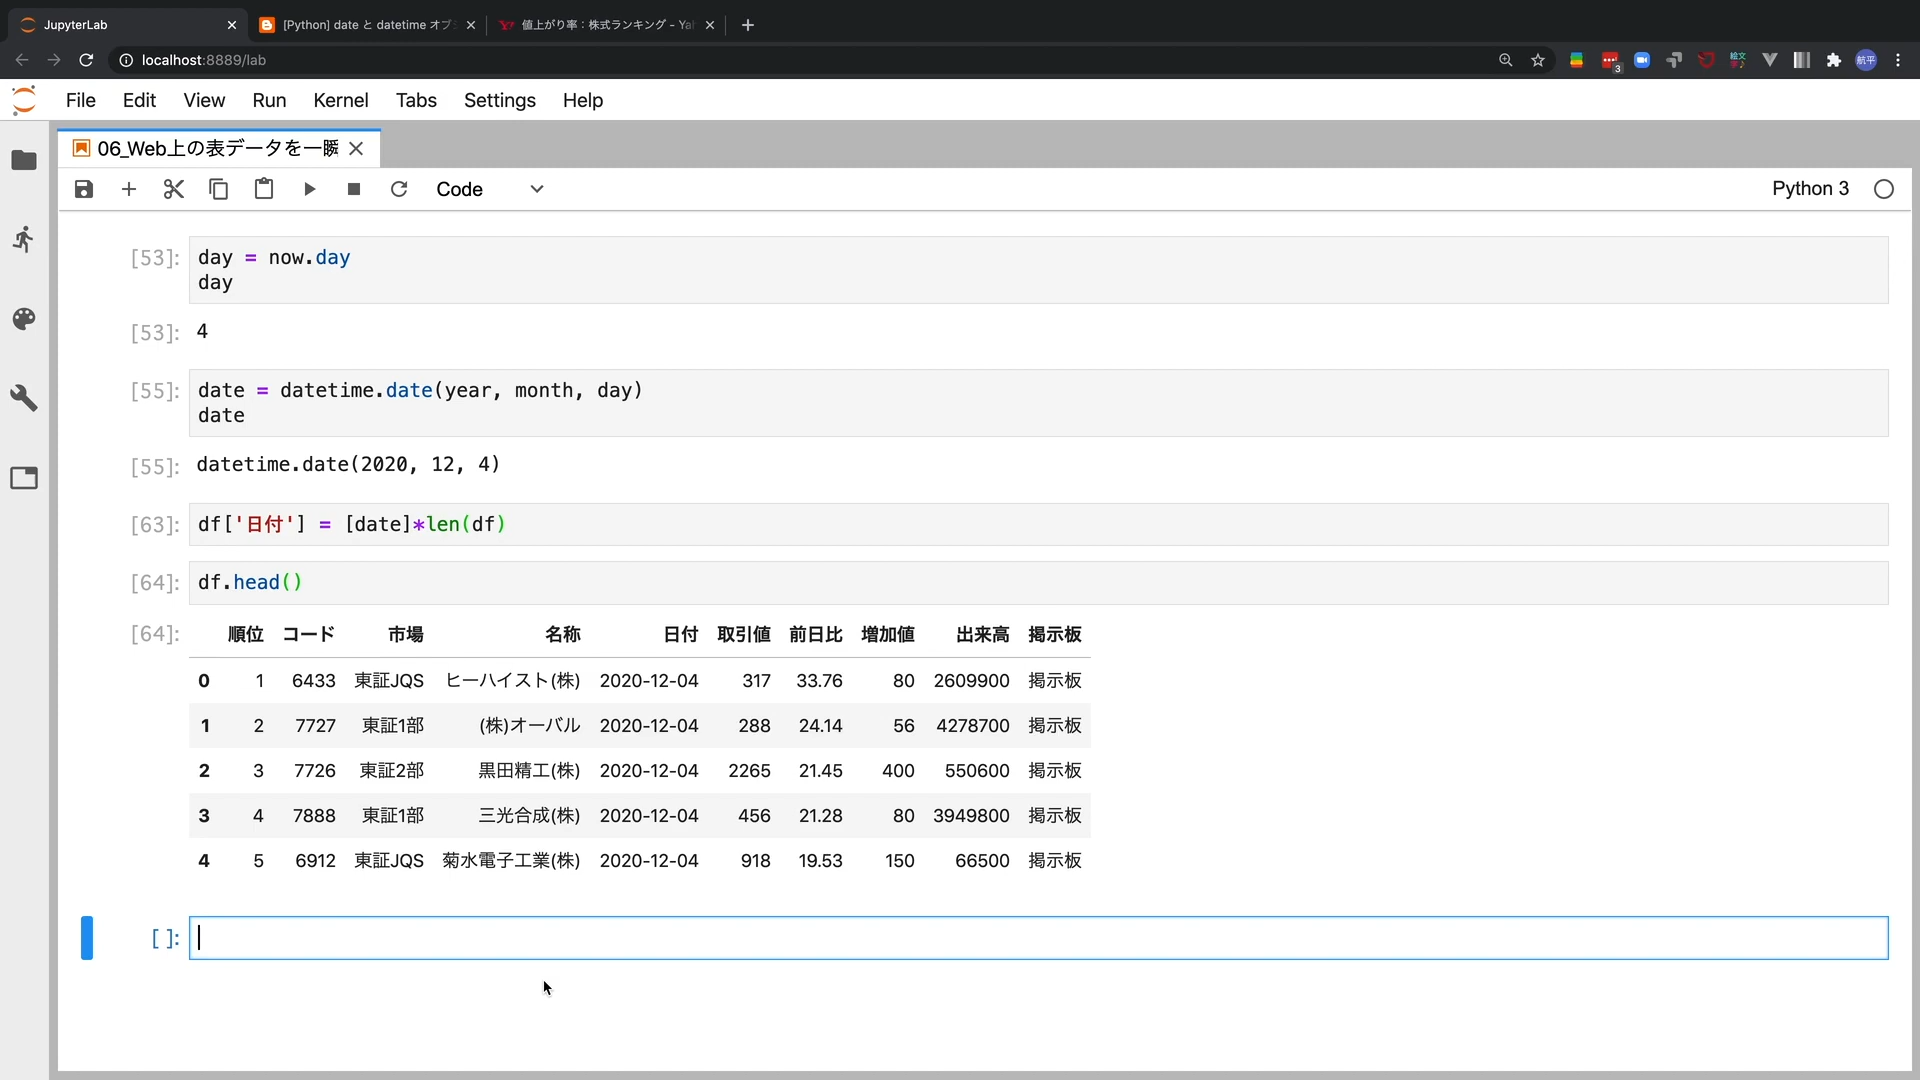 JupyterLab
[Python] date と datetime オブ
値上がり率：株式ランキング - Ya
localhost:8889/lab
3
絵文
字
航平
File Edit View Run Kernel Tabs Settings Help
06_Web上の表データを一瞬
Code
Python 3
[53]: day = now.day
day
[53]: 4
[55]: date = datetime.date(year, month, day)
date
[55]: datetime.date(2020, 12, 4)
[63]: df['日付'] = [date]*len(df)
[64]: df.head()
[64]: 順位 コード 市場 名称 日付 取引値 前日比 増加値 出来高 掲示板
0 1 6433 東証JQS ヒーハイスト(株) 2020-12-04 317 33.76 80 2609900 掲示板
1 2 7727 東証1部 (株)オーバル 2020-12-04 288 24.14 56 4278700 掲示板
2 3 7726 東証2部 黒田精工(株) 2020-12-04 2265 21.45 400 550600 掲示板
3 4 7888 東証1部 三光合成(株) 2020-12-04 456 21.28 80 3949800 掲示板
4 5 6912 東証JQS 菊水電子工業(株) 2020-12-04 918 19.53 150 66500 掲示板
[ ]: